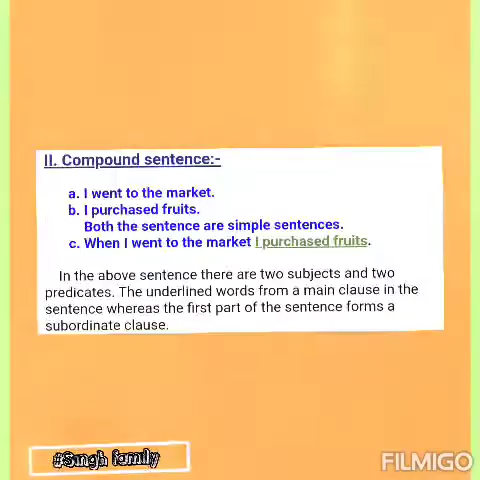 II. Compound sentence:-
a. I went to the market.
b. I purchased fruits.
Both the sentence are simple sentences.
c. When I went to the market I purchased fruits.
In the above sentence there are two subjects and two
predicates. The underlined words from a main clause in the
sentence whereas the first part of the sentence forms a
subordinate clause.
#Singh family
FILMIGO